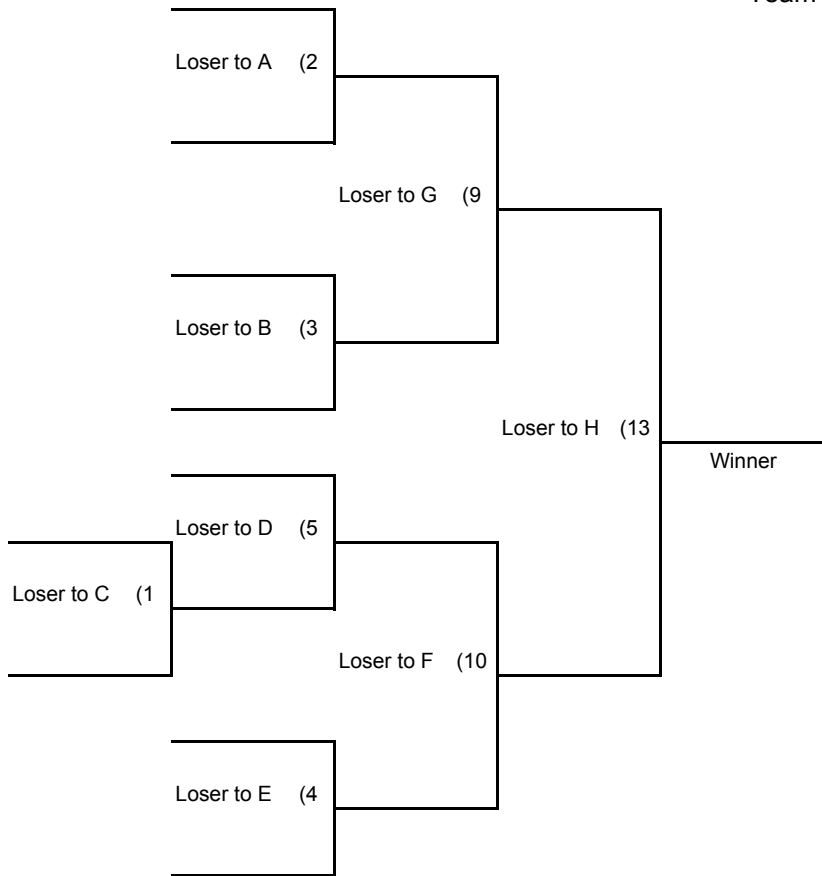 Loser to A (2
Loser to G (9
Loser to B (3
Loser to H (13
Winner
Loser to D (5
Loser to C (1
Loser to F (10
Loser to E (4